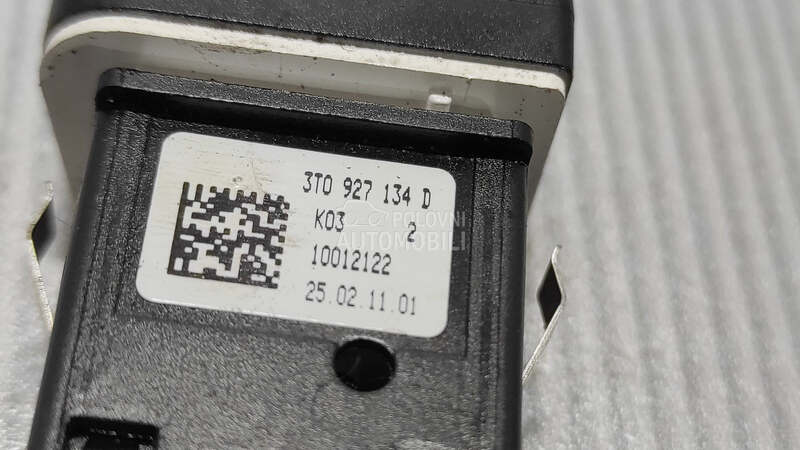 3T0 927 134 D
K03 2
10012122
25.02.11.01
POLOVNI
AUTOMOBILI